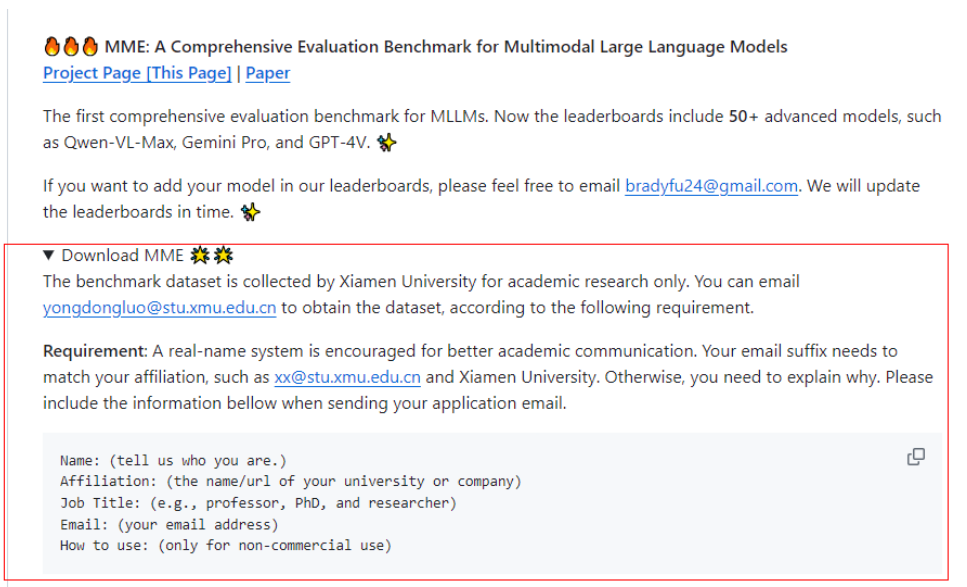 🔥🔥🔥 MME: A Comprehensive Evaluation Benchmark for Multimodal Large Language Models
Project Page [This Page] | Paper
The first comprehensive evaluation benchmark for MLLMs. Now the leaderboards include 50+ advanced models, such
as Qwen-VL-Max, Gemini Pro, and GPT-4V. ✨
If you want to add your model in our leaderboards, please feel free to email bradyfu24@gmail.com. We will update
the leaderboards in time. ✨
▼ Download MME 🌟🌟
The benchmark dataset is collected by Xiamen University for academic research only. You can email
yongdongluo@stu.xmu.edu.cn to obtain the dataset, according to the following requirement.
Requirement: A real-name system is encouraged for better academic communication. Your email suffix needs to
match your affiliation, such as xx@stu.xmu.edu.cn and Xiamen University. Otherwise, you need to explain why. Please
include the information bellow when sending your application email.
Name: (tell us who you are.)
Affiliation: (the name/url of your university or company)
Job Title: (e.g., professor, PhD, and researcher)
Email: (your email address)
How to use: (only for non-commercial use)